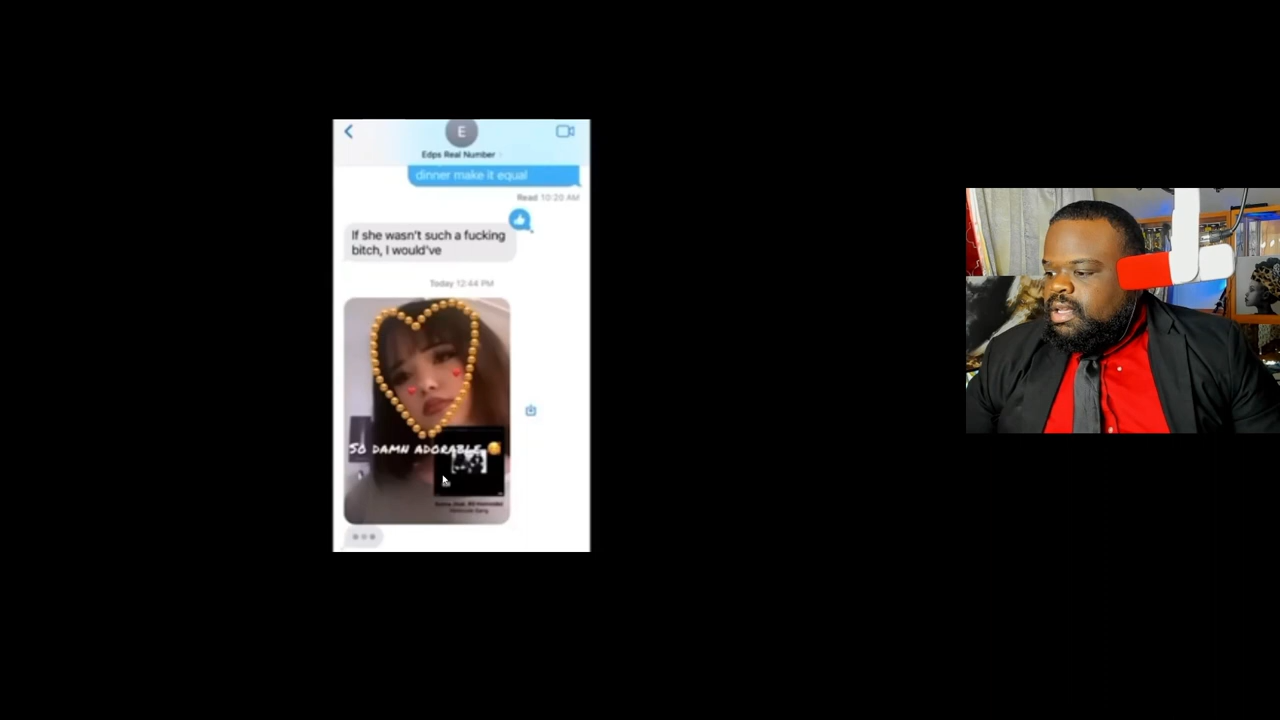 E
Edps Real Number
dinner make it equal
Read 10:20 AM
If she wasn't such a fucking
bitch, I would've
Today 12:44 PM
SO DAMN ADORABLE 🥰